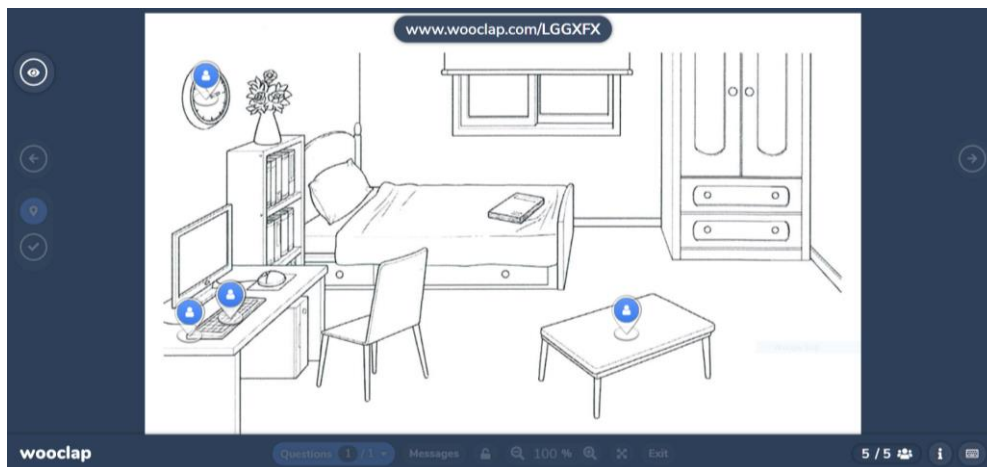 www.wooclap.com/LGGXFX
wooclap
Questions 1 / 1
Messages
100 %
Exit
5 / 5
i